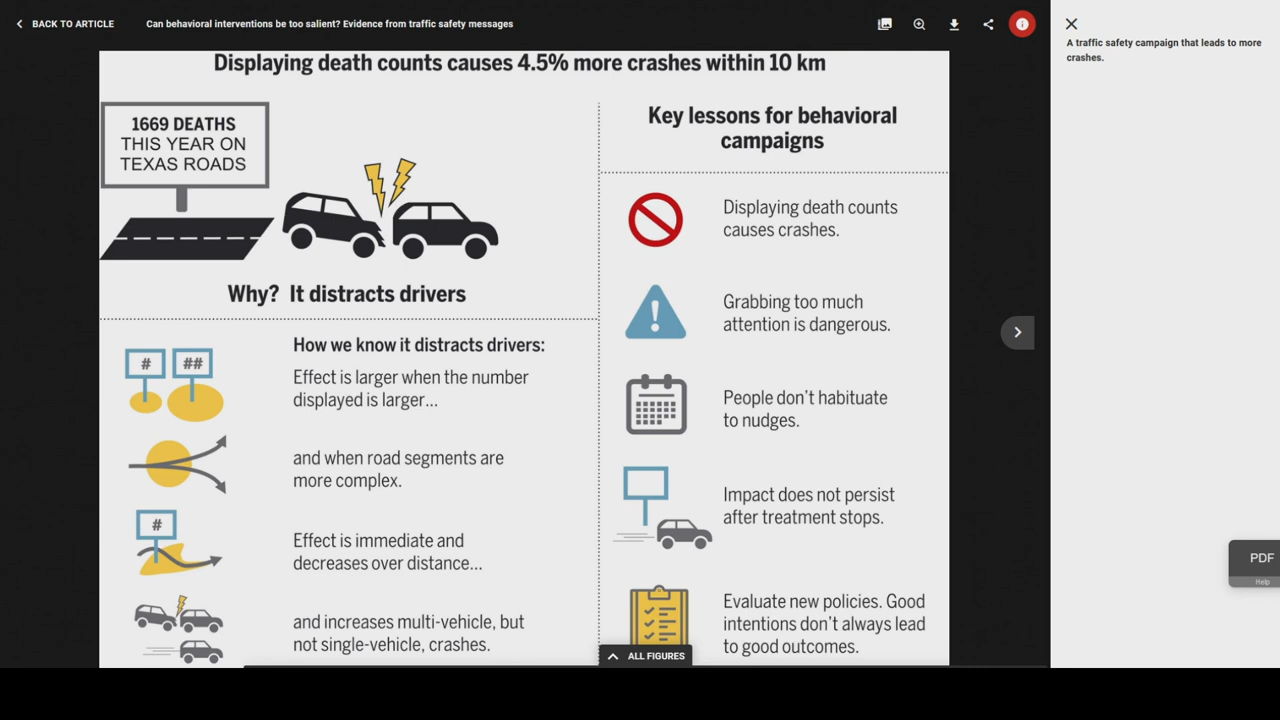 BACK TO ARTICLE
Can behavioral interventions be too salient? Evidence from traffic safety messages
Displaying death counts causes 4.5% more crashes within 10 km
1669 DEATHS
THIS YEAR ON
TEXAS ROADS
Why? It distracts drivers
How we know it distracts drivers:
# ##
Effect is larger when the number
displayed is larger...
and when road segments are
more complex.
#
Effect is immediate and
decreases over distance...
and increases multi-vehicle, but
not single-vehicle, crashes.
Key lessons for behavioral
campaigns
Displaying death counts
causes crashes.
!
Grabbing too much
attention is dangerous.
People don't habituate
to nudges.
Impact does not persist
after treatment stops.
Evaluate new policies. Good
intentions don't always lead
to good outcomes.
ALL FIGURES
A traffic safety campaign that leads to more
crashes.
PDF
Help